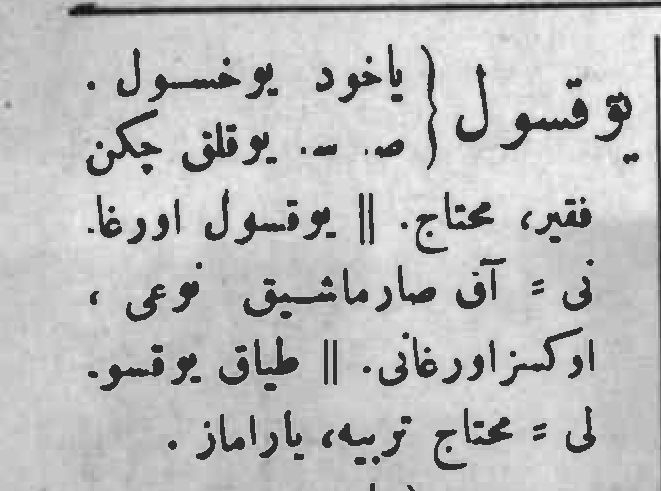 يوقسول { ياخود يوخسول .
ص. س. يوقلق چكن
فقير، محتاج. || يوقسول اورغا-
نى = آق صارماشيق نوعى ،
اوكسزاورغانى. || طياق يوقسو-
لى = محتاج تربيه، ياراماز .